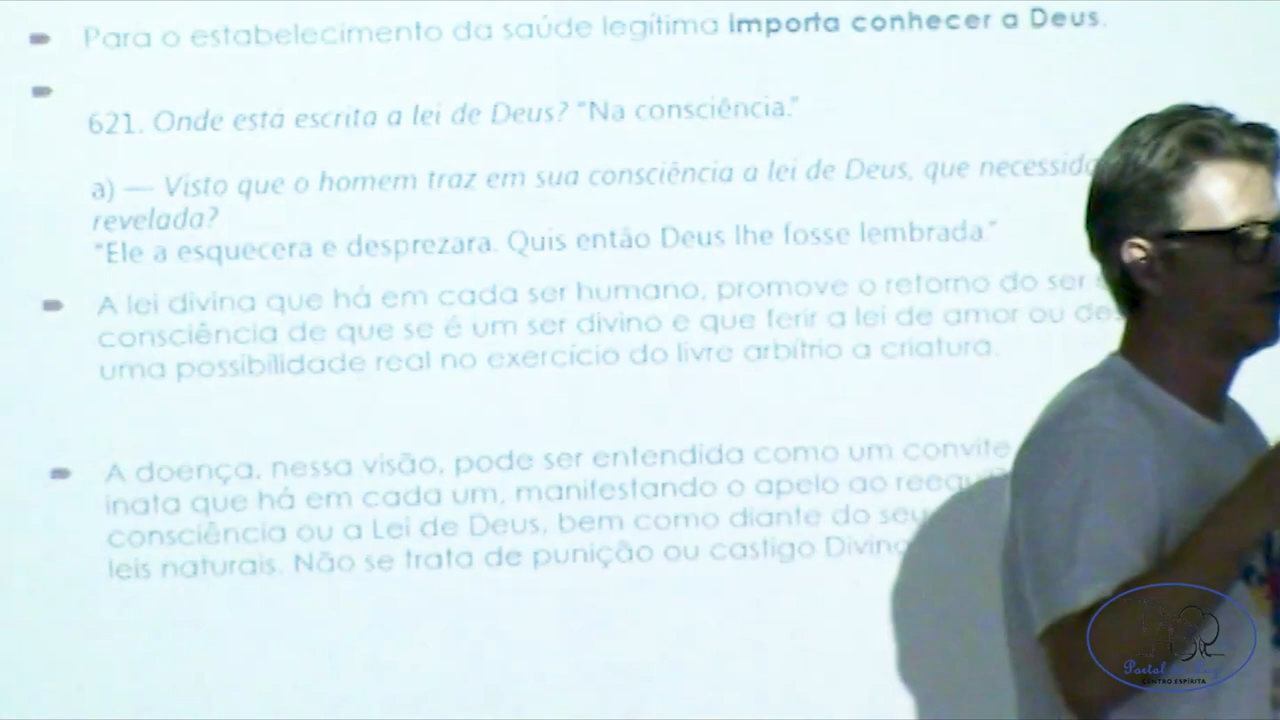 Para o estabelecimento da saúde legítima importa conhecer a Deus.
621. Onde está escrita a lei de Deus? "Na consciência."
a) — Visto que o homem traz em sua consciência a lei de Deus, que
revelada?
"Ele a esquecera e desprezara. Quis então Deus lhe fosse lembrada."
A lei divina que há em cada ser humano, promove o retorno do ser
consciência de que se é um ser divino e que ferir a lei de amor ou
uma possibilidade real no exercício do livre arbítrio a criatura.
A doença, nessa visão, pode ser entendida como um convite
inata que há em cada um, manifestando o apelo ao
consciência ou a Lei de Deus, bem como diante do seu
leis naturais. Não se trata de punição ou castigo
Portal
CENTRO ESPÍRITA